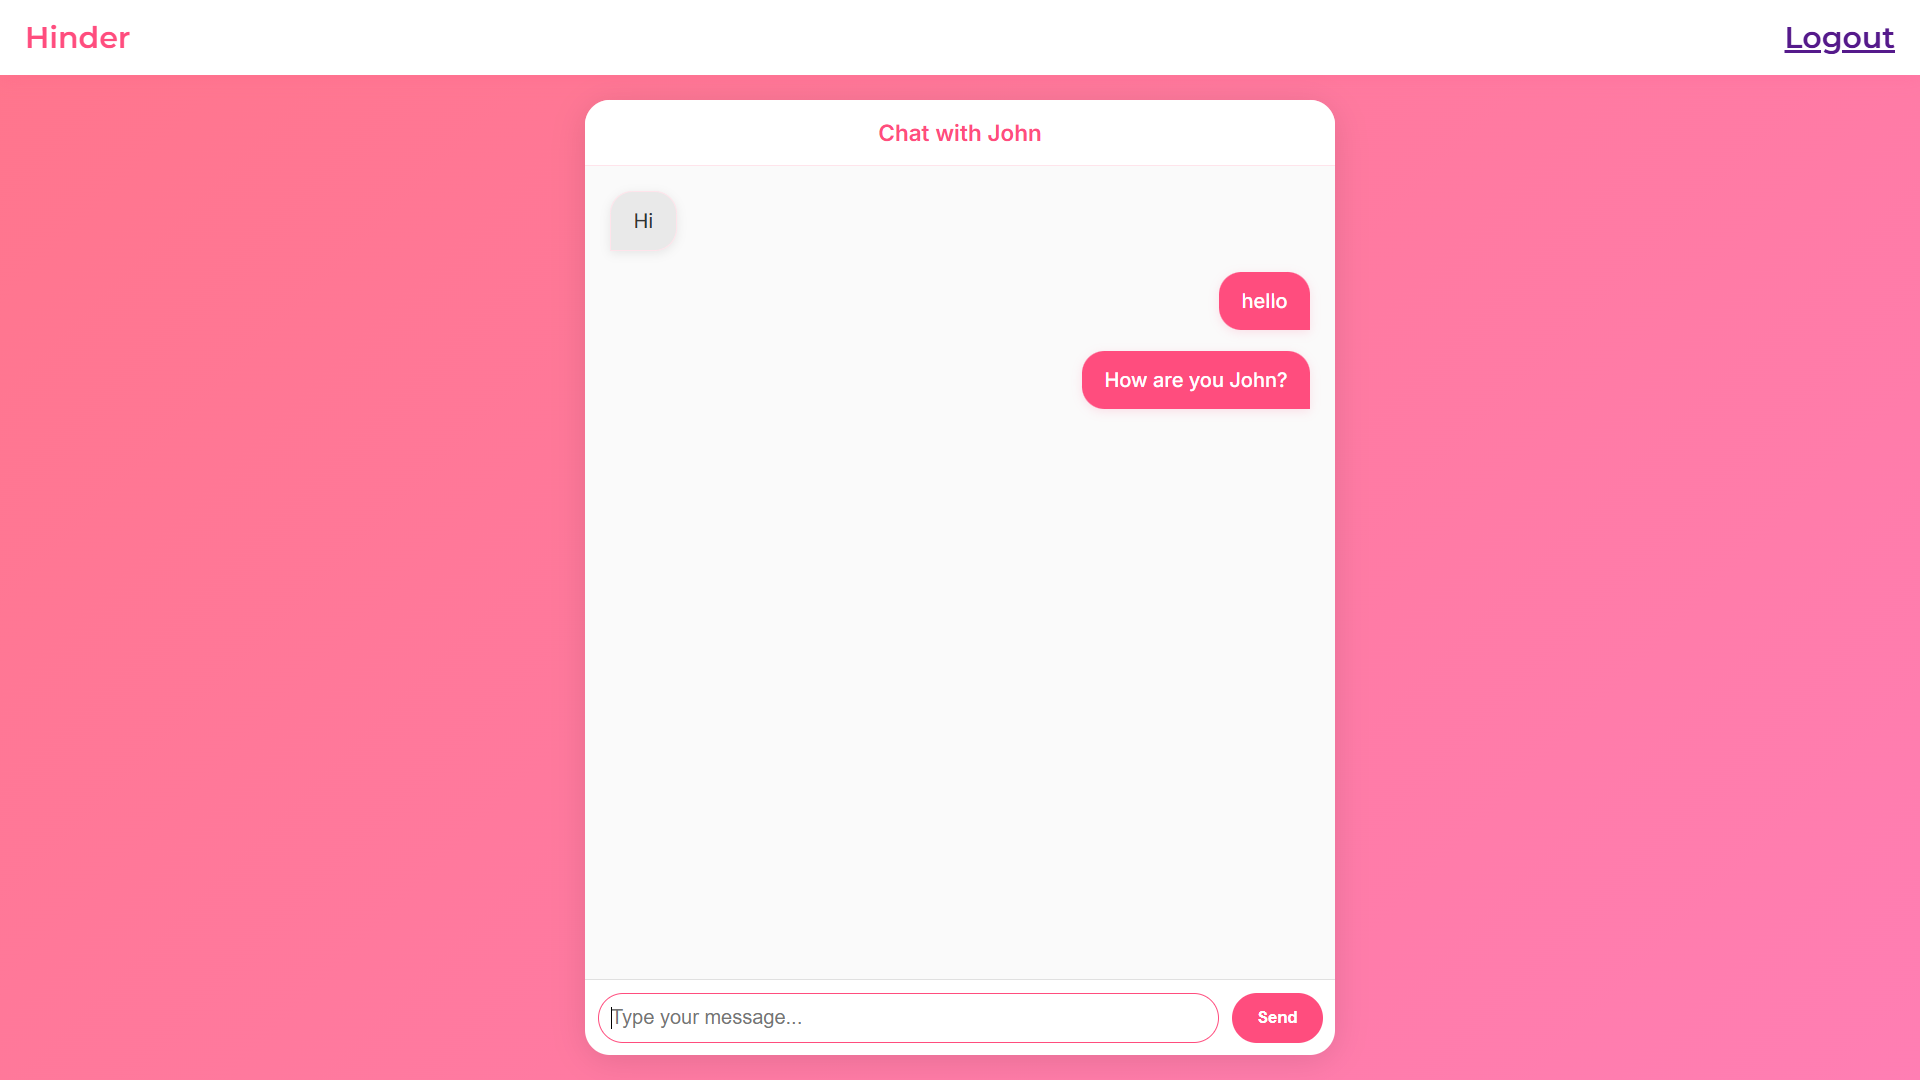 Hinder
Logout
Chat with John
Hi
hello
How are you John?
Type your message...
Send